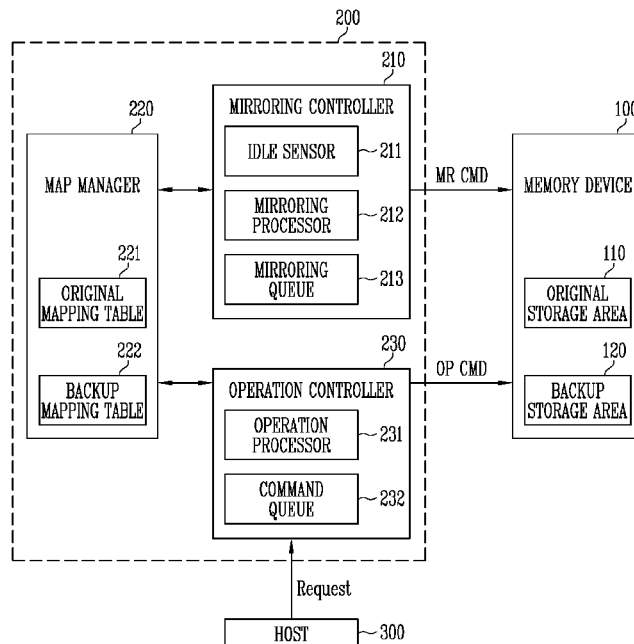 200
210
MIRRORING CONTROLLER
220
100
IDLE SENSOR
211
MAP MANAGER
MR CMD
MEMORY DEVICE
MIRRORING
PROCESSOR
212
221
MIRRORING
QUEUE
213
110
ORIGINAL
MAPPING TABLE
ORIGINAL
STORAGE AREA
222
230
120
BACKUP
MAPPING TABLE
OPERATION CONTROLLER
OP CMD
BACKUP
STORAGE AREA
OPERATION
PROCESSOR
231
COMMAND
QUEUE
232
Request
HOST
300